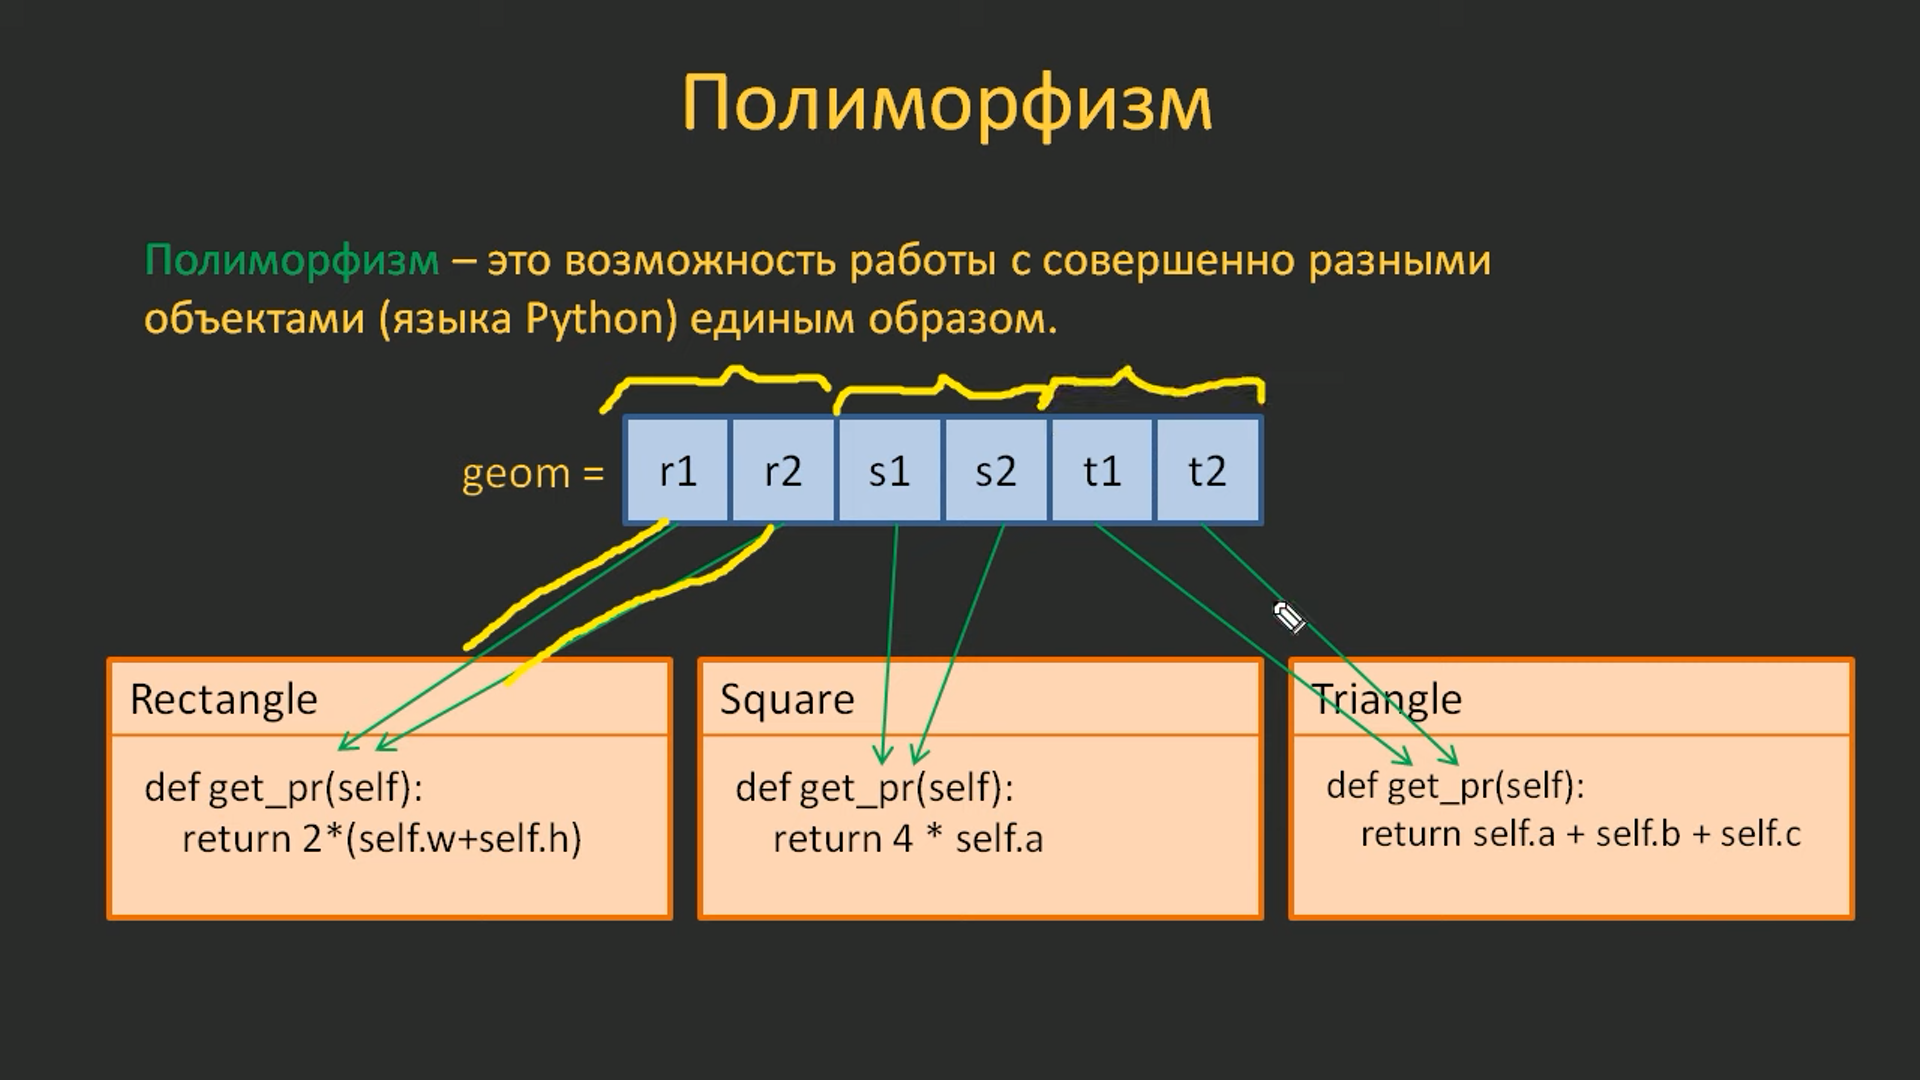 Полиморфизм
Полиморфизм – это возможность работы с совершенно разными
объектами (языка Python) единым образом.
geom = r1 r2 s1 s2 t1 t2
Rectangle
def get_pr(self):
return 2*(self.w+self.h)
Square
def get_pr(self):
return 4 * self.a
Triangle
def get_pr(self):
return self.a + self.b + self.c